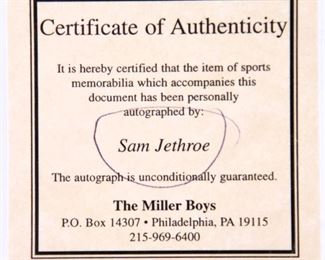 Certificate of Authenticity
It is hereby certified that the item of sports
memorabilia which accompanies this
document has been personally
autographed by:
Sam Jethroe
The autograph is unconditionally guaranteed.
The Miller Boys
P.O. Box 14307 • Philadelphia, PA 19115
215-969-6400